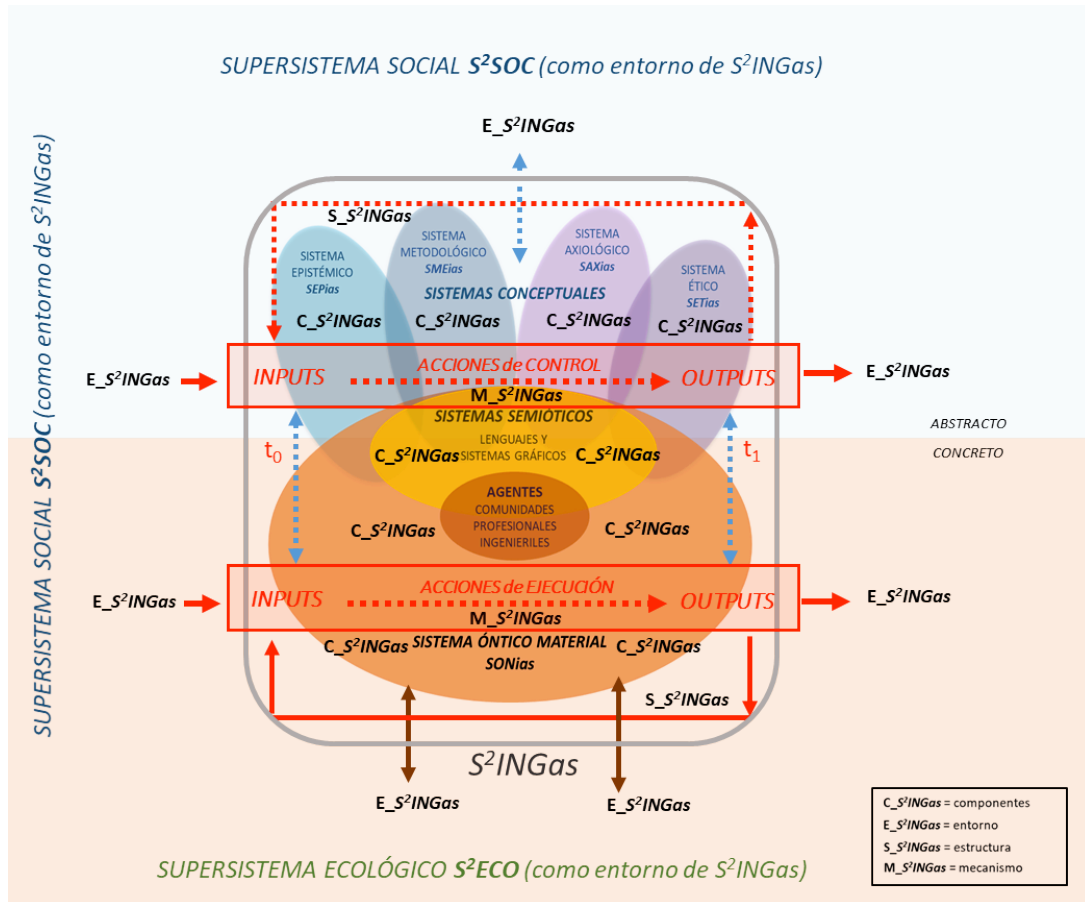 SUPERSISTEMA SOCIAL S²SOC (como entorno de S²INGas)
SUPERSISTEMA SOCIAL S²SOC (como entorno de S²INGas)
E_S²INGas
S_S²INGas
SISTEMA
EPISTÉMICO
SEPias
SISTEMA
METODOLÓGICO
SMEias
SISTEMA
AXIOLÓGICO
SAXias
SISTEMA
ÉTICO
SETias
SISTEMAS CONCEPTUALES
C_S²INGas
C_S²INGas
C_S²INGas
C_S²INGas
E_S²INGas
INPUTS
ACCIONES de CONTROL
OUTPUTS
E_S²INGas
M_S²INGas
SISTEMAS SEMIÓTICOS
LENGUAJES Y
SISTEMAS GRÁFICOS
C_S²INGas
C_S²INGas
ABSTRACTO
CONCRETO
t₀
t₁
AGENTES
COMUNIDADES
PROFESIONALES
INGENIERILES
C_S²INGas
C_S²INGas
E_S²INGas
INPUTS
ACCIONES de EJECUCIÓN
OUTPUTS
E_S²INGas
M_S²INGas
C_S²INGas
SISTEMA ÓNTICO MATERIAL
SONias
C_S²INGas
S_S²INGas
S²INGas
E_S²INGas
E_S²INGas
C_S²INGas = componentes
E_S²INGas = entorno
S_S²INGas = estructura
M_S²INGas = mecanismo
SUPERSISTEMA ECOLÓGICO S²ECO (como entorno de S²INGas)